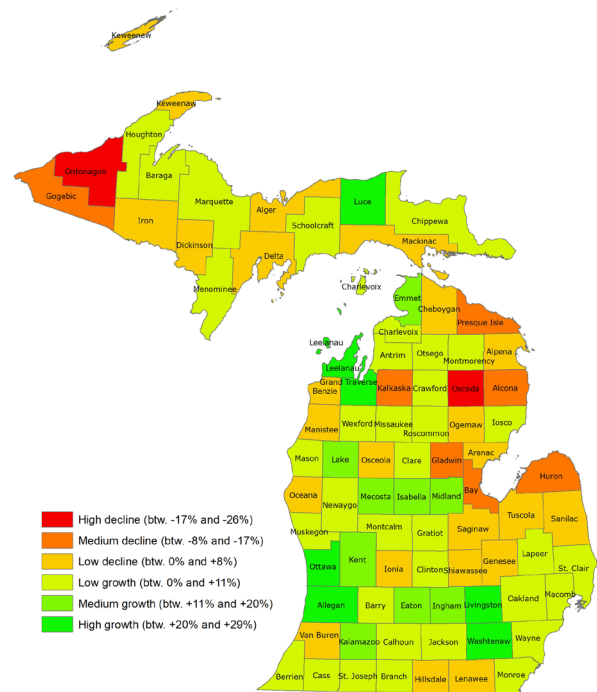 Keweenaw
Keweenaw
Houghton
Ontonagon
Baraga
Gogebic
Marquette
Iron
Alger
Luce
Schoolcraft
Chippewa
Dickinson
Mackinac
Delta
Menominee
Charlevoix
Emmet
Cheboygan
Presque Isle
Charlevoix
Leelanau
Antrim
Otsego
Montmorency
Alpena
Leelanau
Grand Traverse
Benzie
Kalkaska
Crawford
Oscoda
Alcona
Manistee
Wexford
Missaukee
Roscommon
Ogemaw
Iosco
Mason
Lake
Osceola
Clare
Gladwin
Arenac
Huron
Bay
Oceana
Newaygo
Mecosta
Isabella
Midland
Tuscola
Sanilac
Muskegon
Montcalm
Gratiot
Saginaw
Kent
Ottawa
Ionia
Clinton
Shiawassee
Genesee
Lapeer
St. Clair
Allegan
Barry
Eaton
Ingham
Livingston
Oakland
Macomb
Van Buren
Kalamazoo
Calhoun
Jackson
Washtenaw
Wayne
Berrien
Cass
St. Joseph
Branch
Hillsdale
Lenawee
Monroe
High decline (btw. -17% and -26%)
Medium decline (btw. -8% and -17%)
Low decline (btw. 0% and +8%)
Low growth (btw. 0% and +11%)
Medium growth (btw. +11% and +20%)
High growth (btw. +20% and +29%)